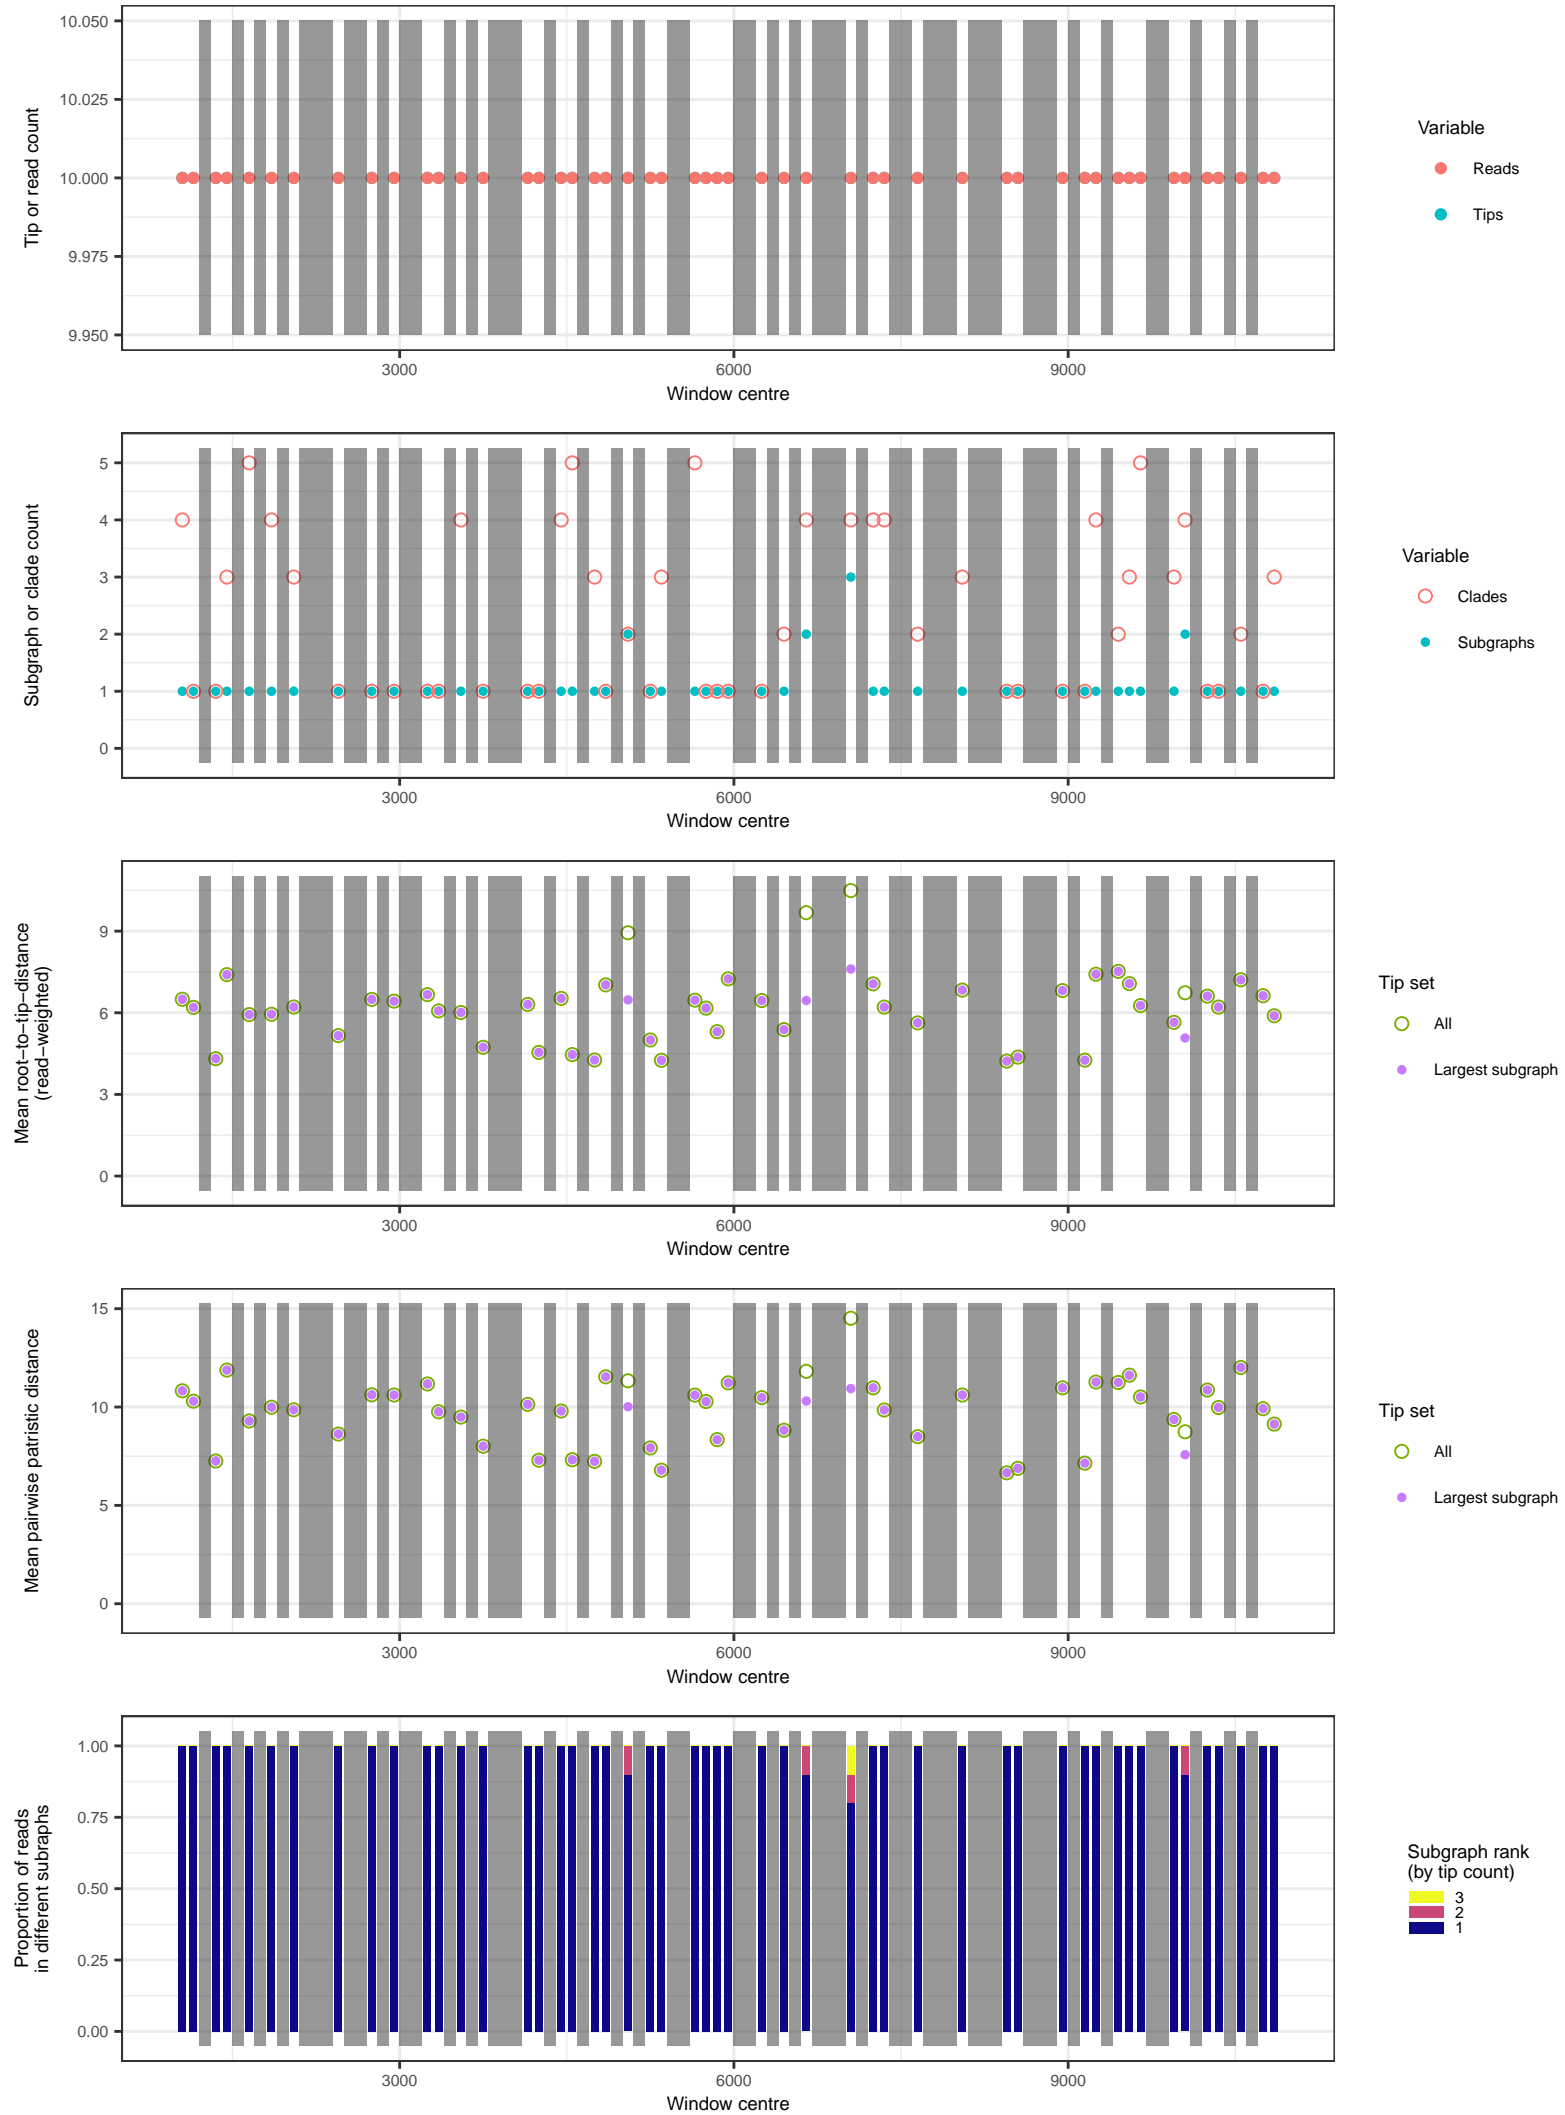 10.050
10.025
10.000
9.975
9.950
Tip or read count
3000
6000
9000
Window centre
Variable
Reads
Tips
5
4
3
2
1
0
Subgraph or clade count
3000
6000
9000
Window centre
Variable
Clades
Subgraphs
9
6
3
0
Mean root−to−tip−distance
(read−weighted)
3000
6000
9000
Window centre
Tip set
All
Largest subgraph
15
10
5
0
Mean pairwise patristic distance
3000
6000
9000
Window centre
Tip set
All
Largest subgraph
1.00
0.75
0.50
0.25
0.00
Proportion of reads
in different subraphs
3000
6000
9000
Window centre
Subgraph rank
(by tip count)
3
2
1